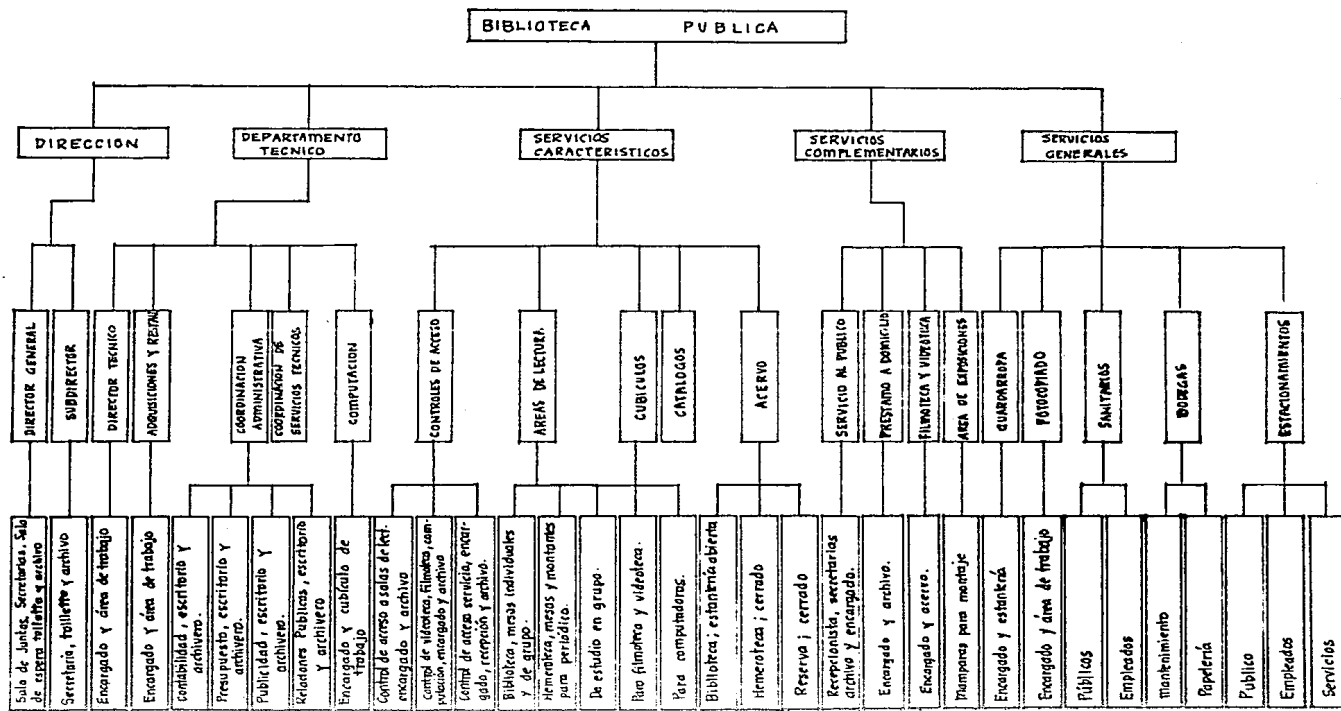 BIBLIOTECA PUBLICA
DIRECCION
DEPARTAMENTO
TECNICO
SERVICIOS
CARACTERISTICOS
SERVICIOS
COMPLEMENTARIOS
SERVICIOS
GENERALES
DIRECTOR GENERAL
SUBDIRECTOR
DIRECTOR TECNICO
COORDINACION
ADMINISTRATIVA
COORDINACION DE
SERVICIOS TECNICOS
COMPUTACION
CONTROLES DE ACCESO
AREAS DE LECTURA.
CUBICULOS
CATALOGOS
ACERVO
SERVICIO AL PUBLICO
PRESTAMO A DOMICILIO
FILMOTECA Y VIDEOTECA
AREA DE EXPOSICIONES
GUARDARROPA
FOTOCOPIADO
SANITARIOS
BODEGAS
ESTACIONAMIENTOS
Sala de Juntas, Secretarias, Sala
de espera toillette y archivo
Secretaria, toillette y archivo
Encargado y área de trabajo
Encargado y área de trabajo
Contabilidad, escritorio y
archivero.
Presupuesto, escritorio y
archivero.
Publicidad, escritorio y
archivero.
Relaciones Publicas, escritorio
y archivero
Encargado y cubículo de
trabajo
Control de acceso a salas de lect.
encargado y archivo
Control de videoteca, filmoteca, com-
putación, encargado y archivo
Control de acceso servicio, encar-
gado, recepción y archivo.
Biblioteca, mesas individuales
y de grupo.
Hemeroteca, mesas y montantes
para periódico.
De estudio en grupo.
Para filmoteca y videoteca.
Para computadoras.
Biblioteca; estantería abierta
Hemeroteca; cerrado
Reserva; cerrado
Recepcionista, secretarias
archivo y encargado.
Encargado y archivo.
Encargado y acervo.
Mamparas para montaje
Encargado y estantería
Encargado y área de trabajo
Públicos
Empleados
Mantenimiento
Papelería
Publico
Empleados
Servicios